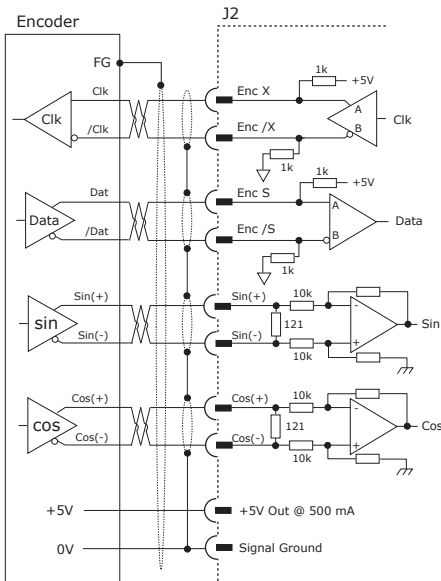 Encoder
J2
FG
1k
+5V
Clk
Enc X
A
Clk
Clk
/Clk
Enc /X
B
1k
1k
+5V
Dat
Enc S
A
Data
Data
/Dat
Enc /S
B
1k
Sin(+)
Sin(+)
10k
-
sin
121
Sin
Sin(-)
Sin(-)
+
10k
Cos(+)
Cos(+)
10k
-
cos
121
Cos
Cos(-)
Cos(-)
+
10k
+5V
+5V Out @ 500 mA
0V
Signal Ground